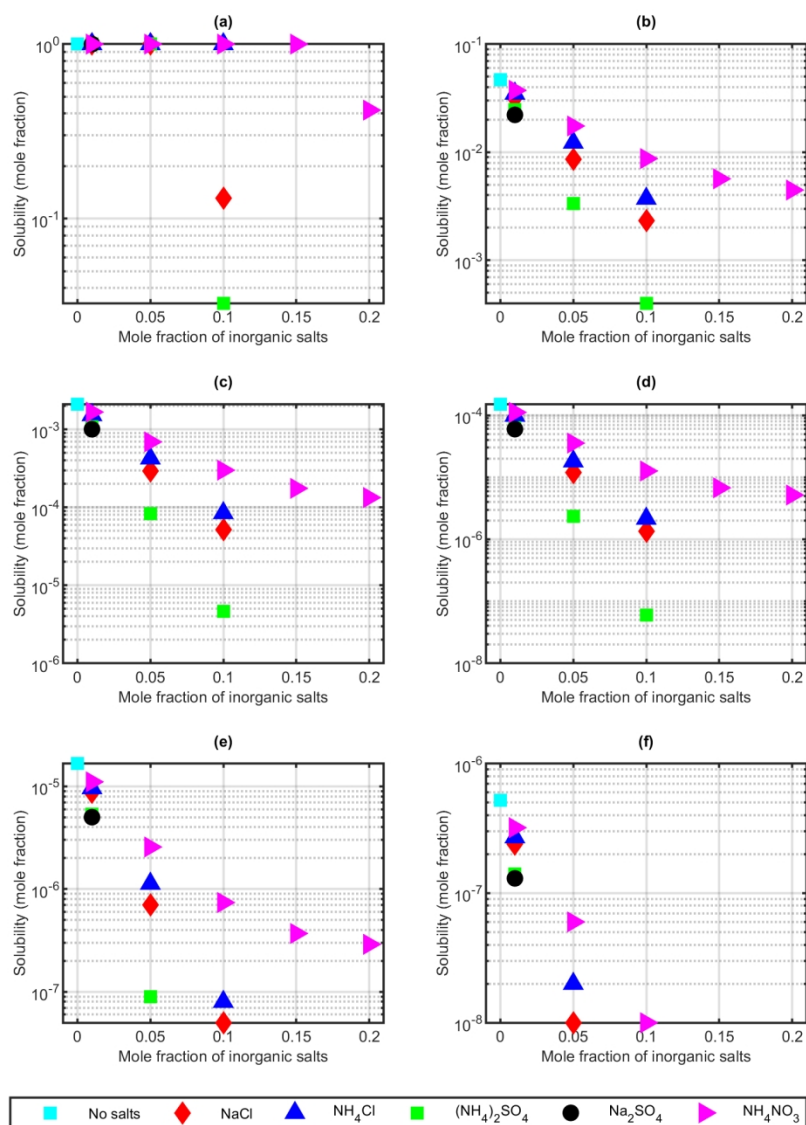 (a)
Solubility (mole fraction)
10⁰
10⁻¹
0 0.05 0.1 0.15 0.2
Mole fraction of inorganic salts
(b)
Solubility (mole fraction)
10⁻¹
10⁻²
10⁻³
0 0.05 0.1 0.15 0.2
Mole fraction of inorganic salts
(c)
Solubility (mole fraction)
10⁻³
10⁻⁴
10⁻⁵
10⁻⁶
0 0.05 0.1 0.15 0.2
Mole fraction of inorganic salts
(d)
Solubility (mole fraction)
10⁻⁴
10⁻⁶
10⁻⁸
0 0.05 0.1 0.15 0.2
Mole fraction of inorganic salts
(e)
Solubility (mole fraction)
10⁻⁵
10⁻⁶
10⁻⁷
0 0.05 0.1 0.15 0.2
Mole fraction of inorganic salts
(f)
Solubility (mole fraction)
10⁻⁶
10⁻⁷
10⁻⁸
0 0.05 0.1 0.15 0.2
Mole fraction of inorganic salts
No salts NaCl NH₄Cl (NH₄)₂SO₄ Na₂SO₄ NH₄NO₃